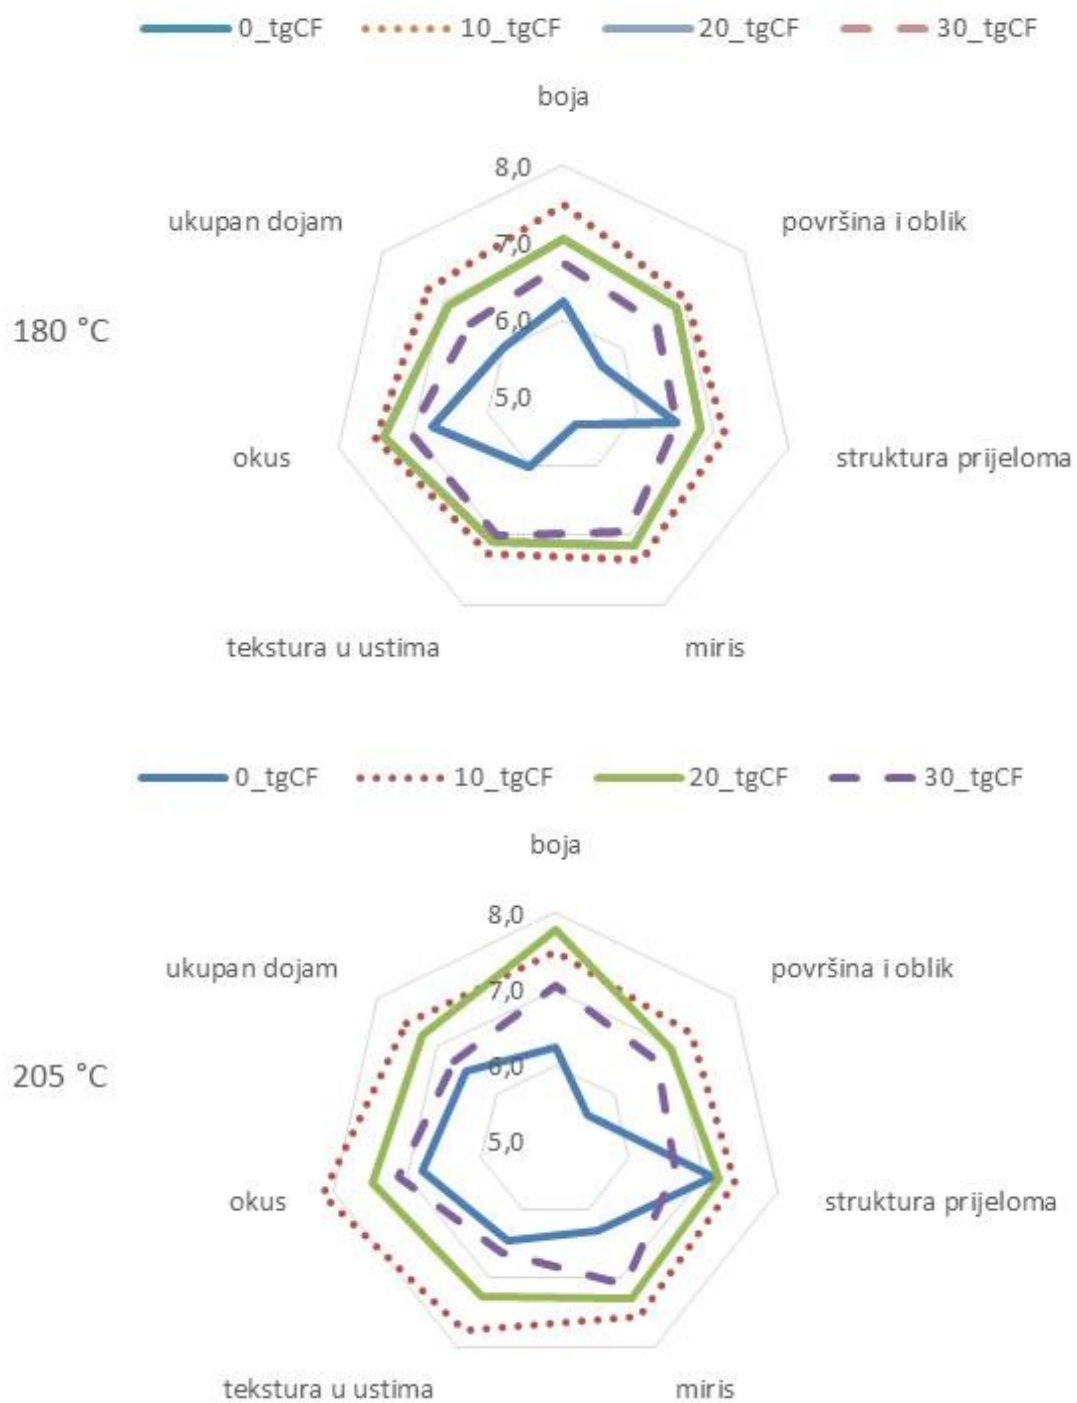 0_tgCF 10_tgCF 20_tgCF 30_tgCF
boja
8,0
ukupan dojam 7,0 površina i oblik
180 °C 6,0
5,0
okus struktura prijeloma
tekstura u ustima miris
0_tgCF 10_tgCF 20_tgCF 30_tgCF
boja
8,0
ukupan dojam 7,0 površina i oblik
205 °C 6,0
5,0
okus struktura prijeloma
tekstura u ustima miris